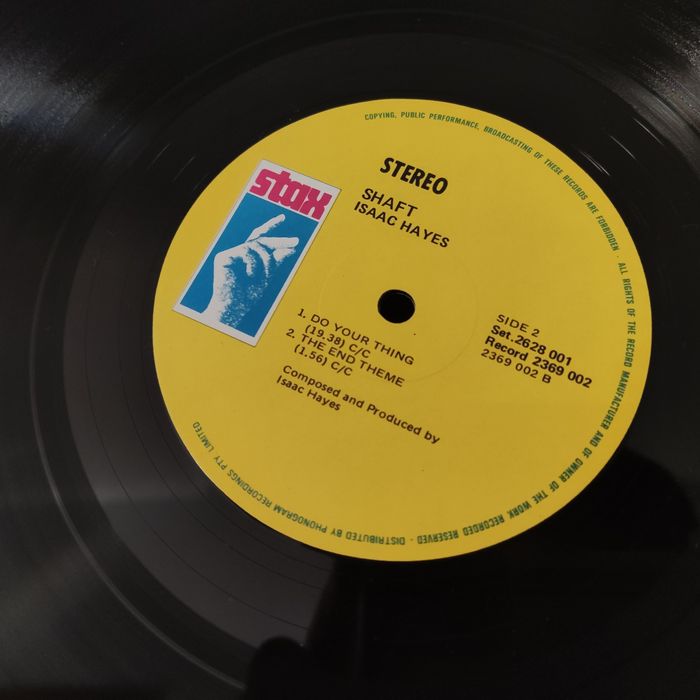 COPYING, PUBLIC PERFORMANCE, BROADCASTING OF THESE RECORDS ARE FORBIDDEN · ALL RIGHTS OF THE RECORD MANUFACTURER AND OF OWNER OF THE WORK RECORDED RESERVED · DISTRIBUTED BY PHONOGRAM RECORDINGS PTY. LIMITED
stax
STEREO
SHAFT
ISAAC HAYES
SIDE 2
Set.2628 001
Record 2369 002
2369 002 B
1. DO YOUR THING
(19.38) C/C
2. THE END THEME
(1.56) C/C
Composed and Produced by
Isaac Hayes